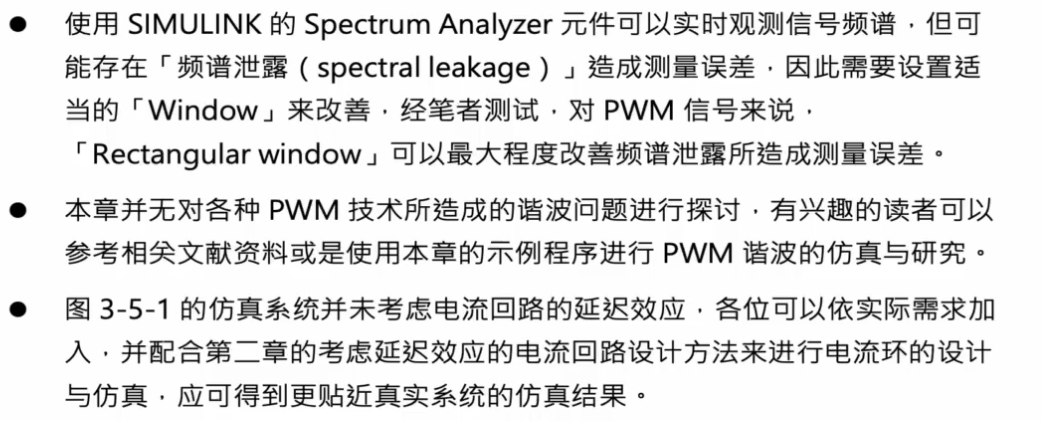 ● 使用 SIMULINK 的 Spectrum Analyzer 元件可以实时观测信号频谱，但可
能存在「频谱泄露（spectral leakage）」造成测量误差，因此需要设置适
当的「Window」来改善，经笔者测试，对 PWM 信号来说，
「Rectangular window」可以最大程度改善频谱泄露所造成测量误差。
● 本章并无对各种 PWM 技术所造成的谐波问题进行探讨，有兴趣的读者可以
参考相关文献资料或是使用本章的示例程序进行 PWM 谐波的仿真与研究。
● 图 3-5-1 的仿真系统并未考虑电流回路的延迟效应，各位可以依实际需求加
入，并配合第二章的考虑延迟效应的电流回路设计方法来进行电流环的设计
与仿真，应可得到更贴近真实系统的仿真结果。